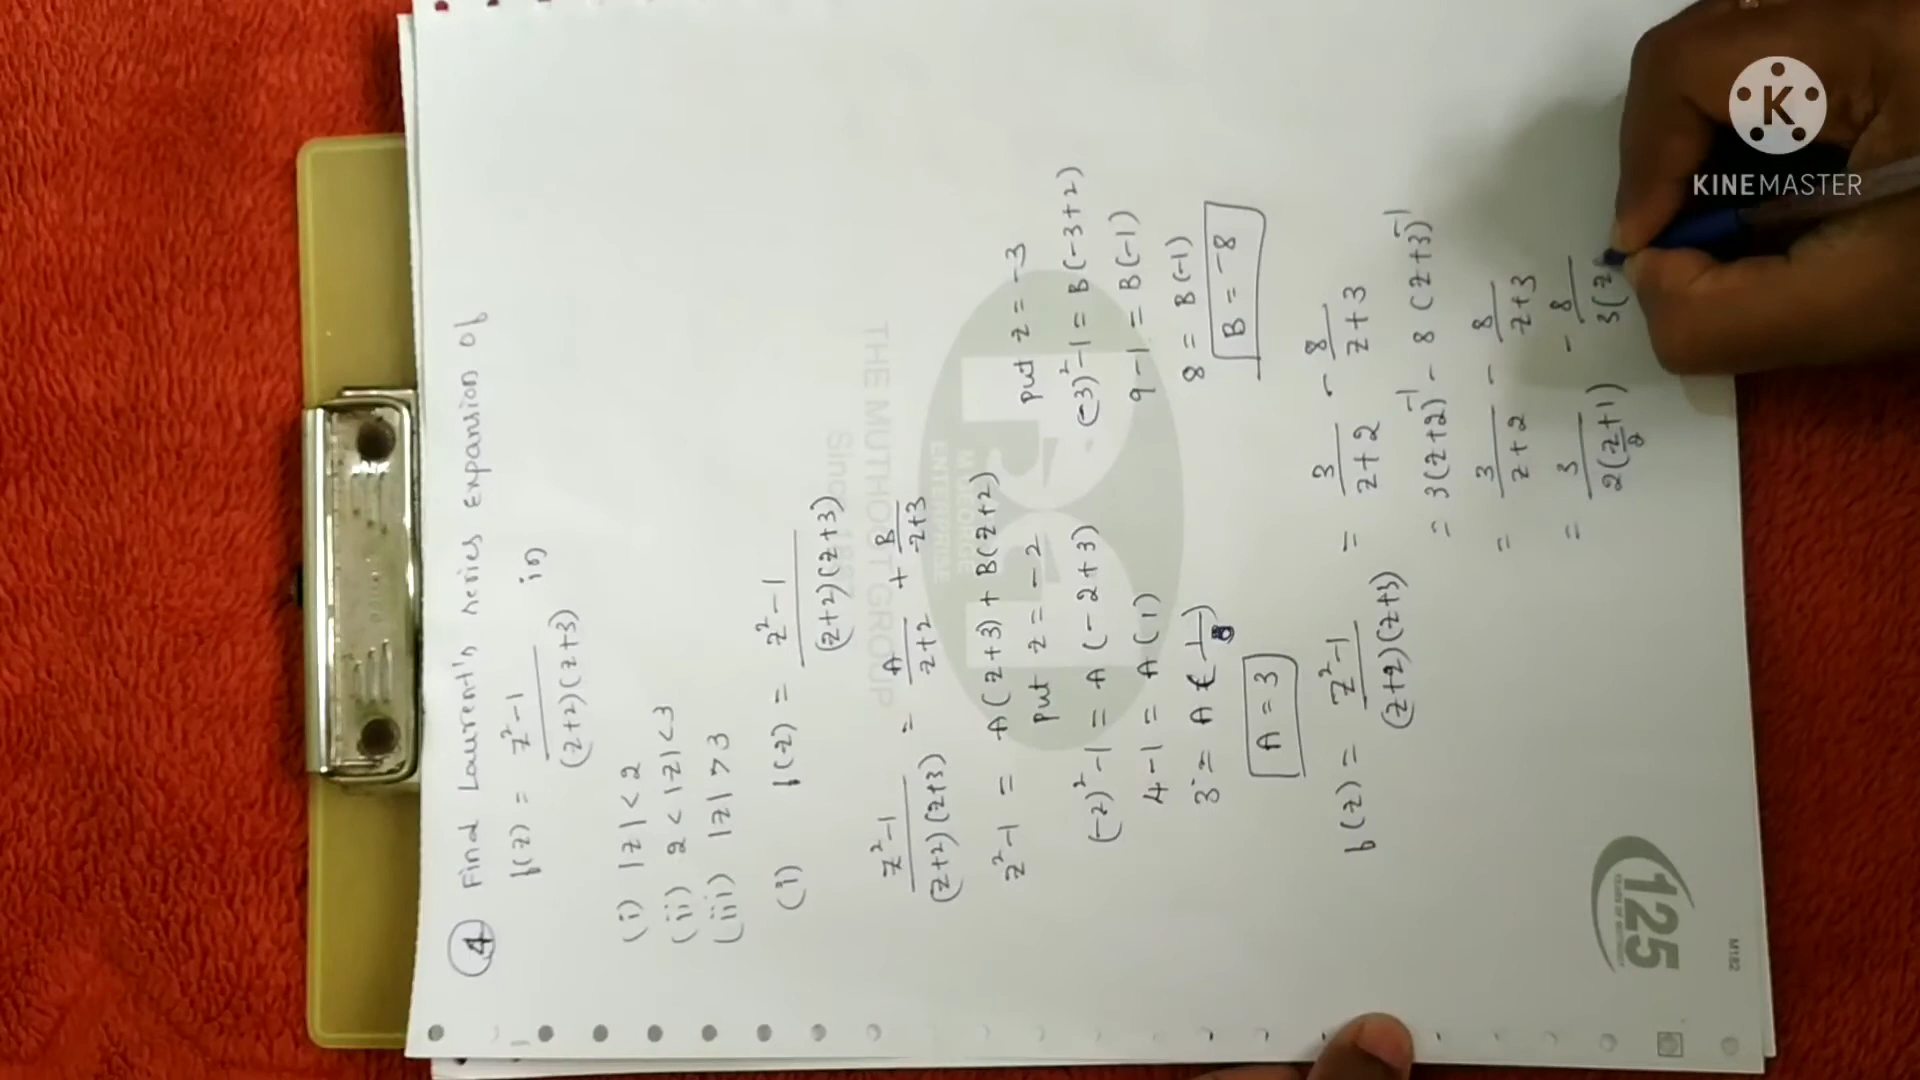 ④ Find Laurent's series expansion of
f(z) = z²-1 / (z+2)(z+3) in
(i) |z| < 2
(ii) 2 < |z| < 3
(iii) |z| > 3
(i) f(z) = z²-1 / (z+2)(z+3)
z²-1 / (z+2)(z+3) = A / z+2 + B / z+3
z²-1 = A(z+3) + B(z+2)
Put z = -2
(-2)²-1 = A(-2+3)
4-1 = A(1)
3 = A(1)
A = 3
Put z = -3
(-3)²-1 = B(-3+2)
9-1 = B(-1)
8 = B(-1)
B = -8
f(z) = z²-1 / (z+2)(z+3) = 3 / z+2 - 8 / z+3
= 3(z+2)⁻¹ - 8(z+3)⁻¹
= 3 / z+2 - 8 / z+3
= 3 / 2(z/2+1) - 8 / 3(z
THE MUTHOOT GROUP
M GEORGE
ENTERPRISE
125
M182
K
KINEMASTER